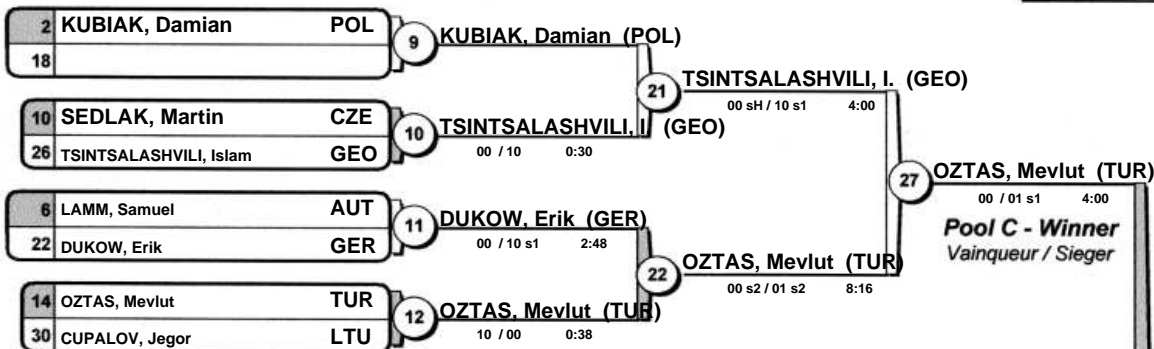 2 KUBIAK, Damian POL
18
9 KUBIAK, Damian (POL)
10 SEDLAK, Martin CZE
26 TSINTSALASHVILI, Islam GEO
10 TSINTSALASHVILI, I. (GEO)
00 / 10 0:30
21 TSINTSALASHVILI, I. (GEO)
00 sH / 10 s1 4:00
6 LAMM, Samuel AUT
22 DUKOW, Erik GER
11 DUKOW, Erik (GER)
00 / 10 s1 2:48
14 OZTAS, Mevlut TUR
30 CUPALOV, Jegor LTU
12 OZTAS, Mevlut (TUR)
10 / 00 0:38
22 OZTAS, Mevlut (TUR)
00 s2 / 01 s2 8:16
27 OZTAS, Mevlut (TUR)
00 / 01 s1 4:00
Pool C - Winner
Vainqueur / Sieger